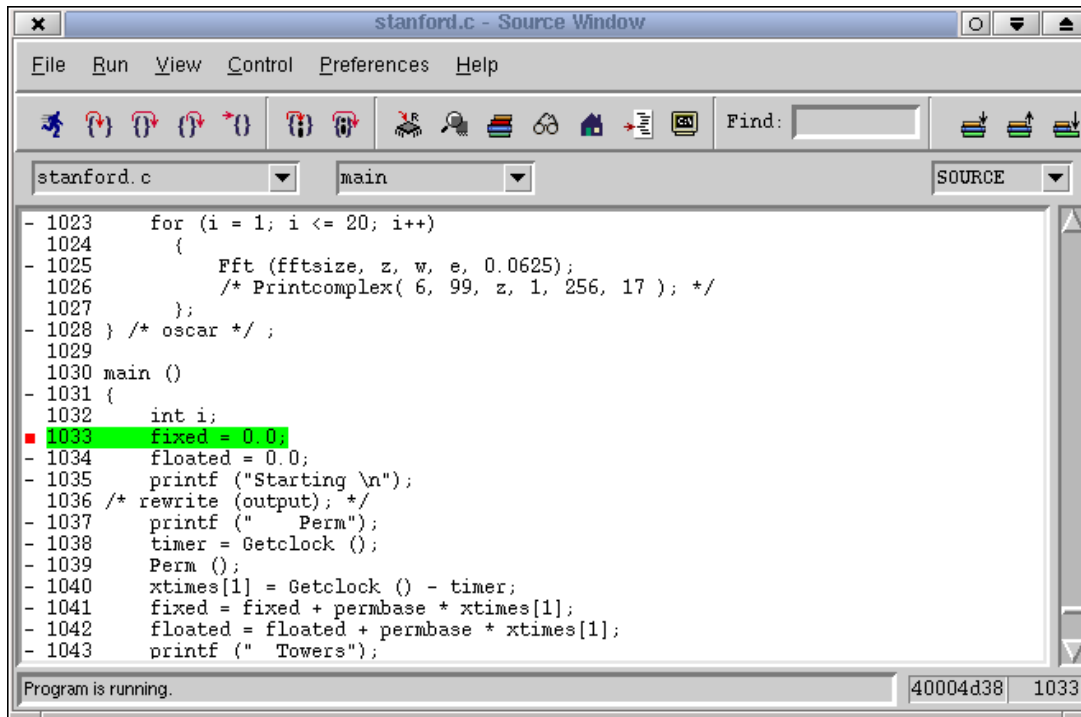 stanford.c - Source Window
File Run View Control Preferences Help
Find:
stanford.c main SOURCE
- 1023 for (i = 1; i <= 20; i++)
1024 {
- 1025 Fft (fftsize, z, w, e, 0.0625);
1026 /* Printcomplex( 6, 99, z, 1, 256, 17 ); */
1027 };
- 1028 } /* oscar */ ;
1029
1030 main ()
- 1031 {
1032 int i;
1033 fixed = 0.0;
- 1034 floated = 0.0;
- 1035 printf ("Starting \n");
1036 /* rewrite (output); */
- 1037 printf ("    Perm");
- 1038 timer = Getclock ();
- 1039 Perm ();
- 1040 xtimes[1] = Getclock () - timer;
- 1041 fixed = fixed + permbase * xtimes[1];
- 1042 floated = floated + permbase * xtimes[1];
- 1043 printf ("  Towers");
Program is running. 40004d38 1033